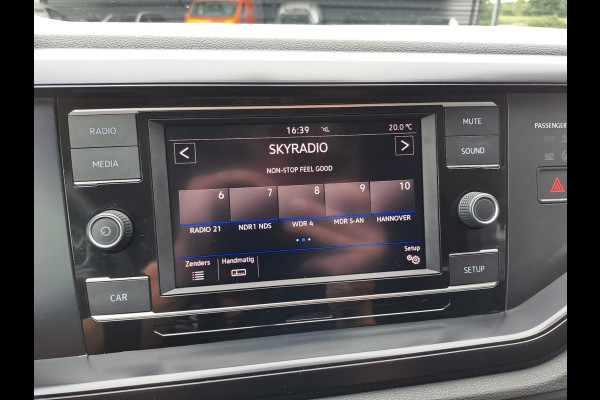 RADIO
MEDIA
CAR
16:39
20.0°C
SKYRADIO
NON-STOP FEEL GOOD
6
7
8
9
10
RADIO 21
NDR1 NDS
WDR 4
MDR S-AN
HANNOVER
Zenders
Handmatig
Setup
MUTE
SOUND
SETUP
PASSENGER